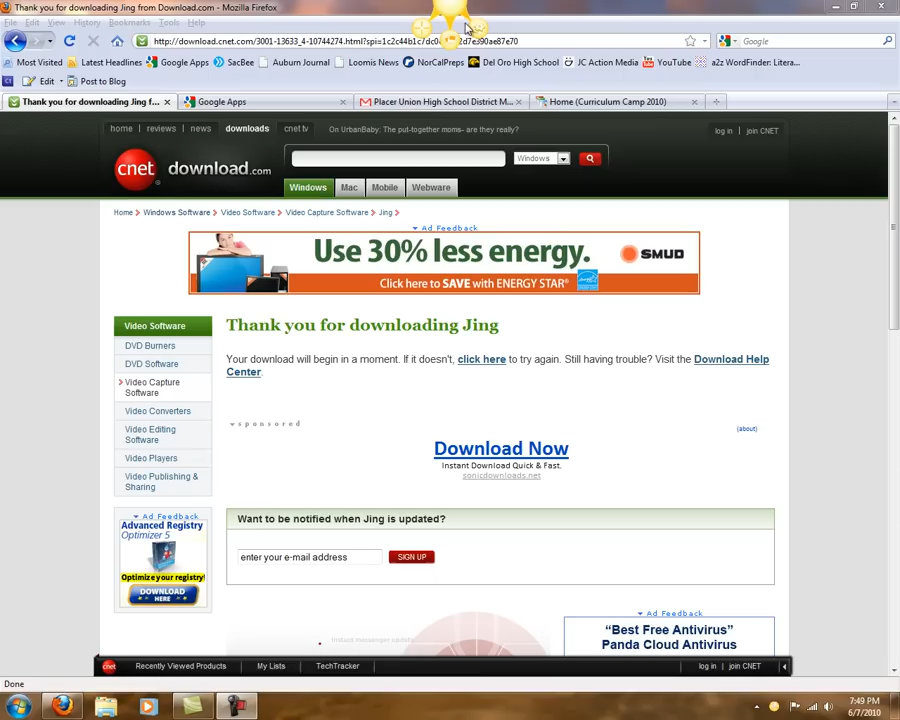 Thank you for downloading Jing from Download.com - Mozilla Firefox
File Edit View History Bookmarks Tools Help
Google
Most Visited Latest Headlines Google Apps SacBee Auburn Journal Loomis News NorCalPreps Del Oro High School JC Action Media YouTube a2z WordFinder: Litera...
Edit Post to Blog
Thank you for downloading Jing f... Google Apps Placer Union High School District M... Home (Curriculum Camp 2010)
home reviews news downloads cnet tv On UrbanBaby: The put-together moms- are they really? log in join CNET
cnet download.com
Windows
Windows Mac Mobile Webware
Home Windows Software Video Software Video Capture Software Jing
Ad Feedback
Use 30% less energy.
SMUD
Click here to SAVE with ENERGY STAR®
Video Software
DVD Burners
DVD Software
Video Capture
Software
Video Converters
Video Editing
Software
Video Players
Video Publishing &
Sharing
Thank you for downloading Jing
Your download will begin in a moment. If it doesn't, click here to try again. Still having trouble? Visit the Download Help
Center.
sponsored
(about)
Download Now
Instant Download Quick & Fast.
sonicdownloads.net
Ad Feedback
Advanced Registry
Optimizer 5
Optimize your registry!
DOWNLOAD
HERE
Want to be notified when Jing is updated?
enter your e-mail address SIGN UP
Instant messenger update
Ad Feedback
“Best Free Antivirus”
Panda Cloud Antivirus
cnet Recently Viewed Products My Lists TechTracker log in join CNET
Done
7:49 PM
6/7/2010